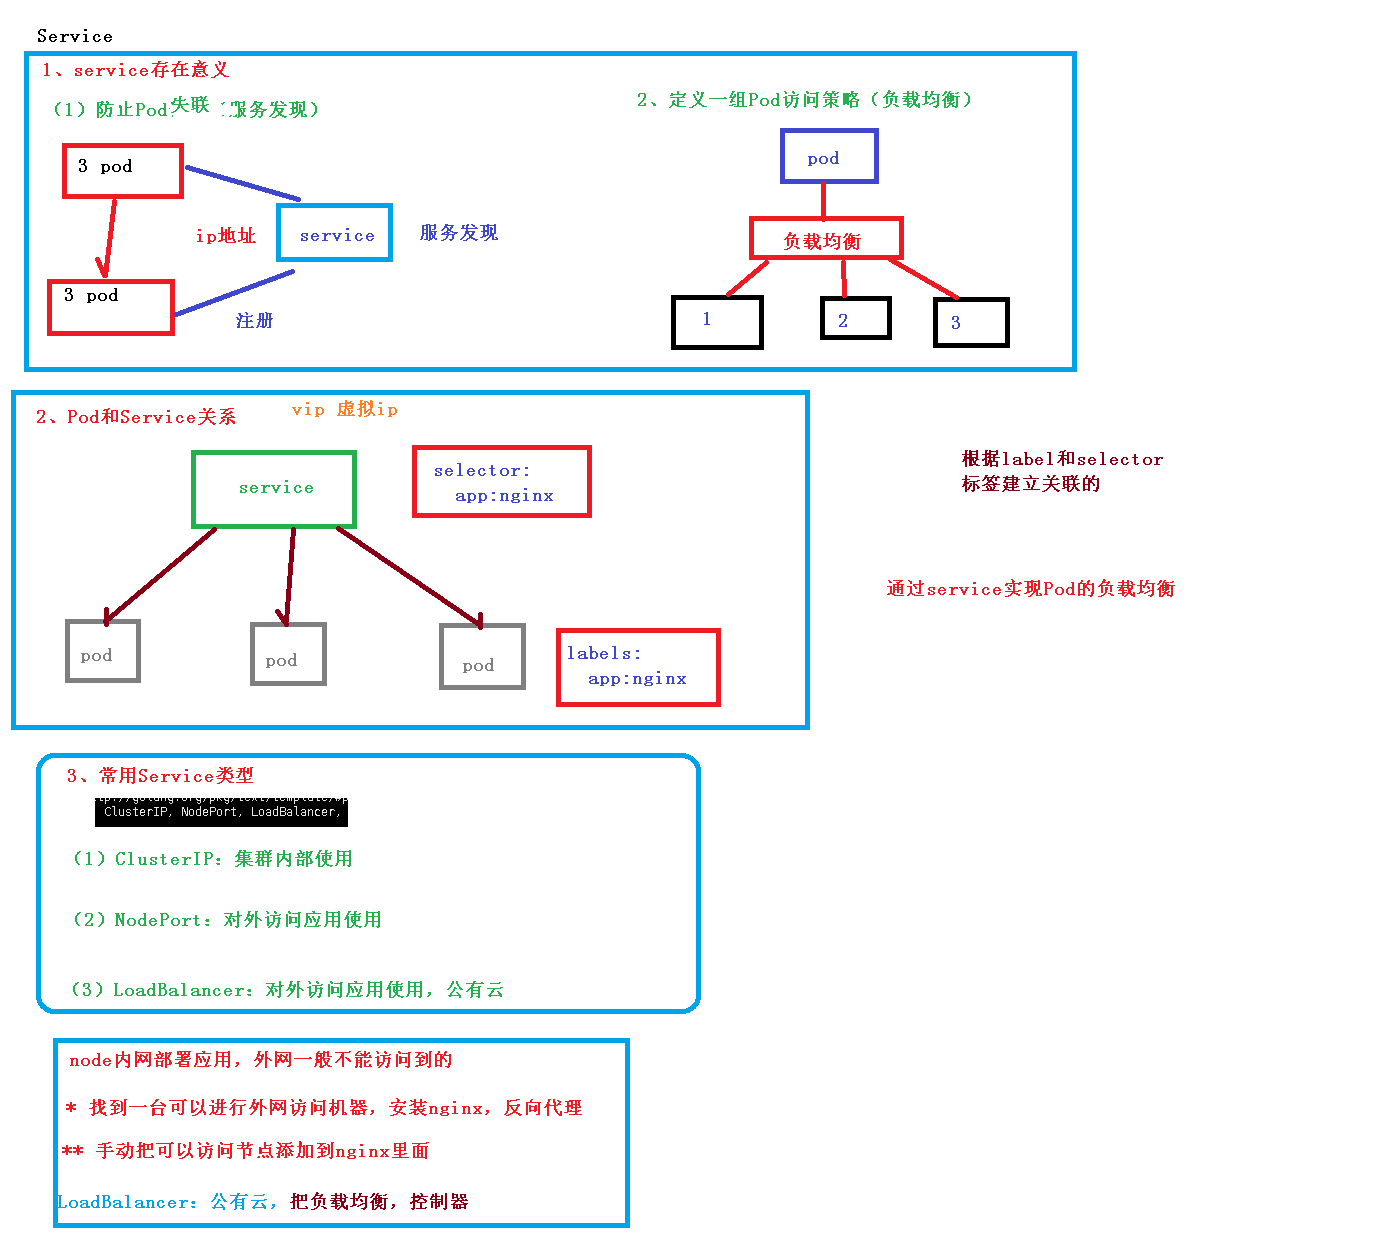 Service
1、service存在意义
（1）防止Pod失联（服务发现）
3 pod
ip地址
service
服务发现
3 pod
注册
2、定义一组Pod访问策略（负载均衡）
pod
负载均衡
1
2
3
2、Pod和Service关系
vip 虚拟ip
service
selector:
app:nginx
根据label和selector
标签建立关联的
通过service实现Pod的负载均衡
pod
pod
pod
labels:
app:nginx
3、常用Service类型
ClusterIP, NodePort, LoadBalancer,
（1）ClusterIP：集群内部使用
（2）NodePort：对外访问应用使用
（3）LoadBalancer：对外访问应用使用，公有云
node内网部署应用，外网一般不能访问到的
* 找到一台可以进行外网访问机器，安装nginx，反向代理
** 手动把可以访问节点添加到nginx里面
LoadBalancer：公有云，把负载均衡，控制器